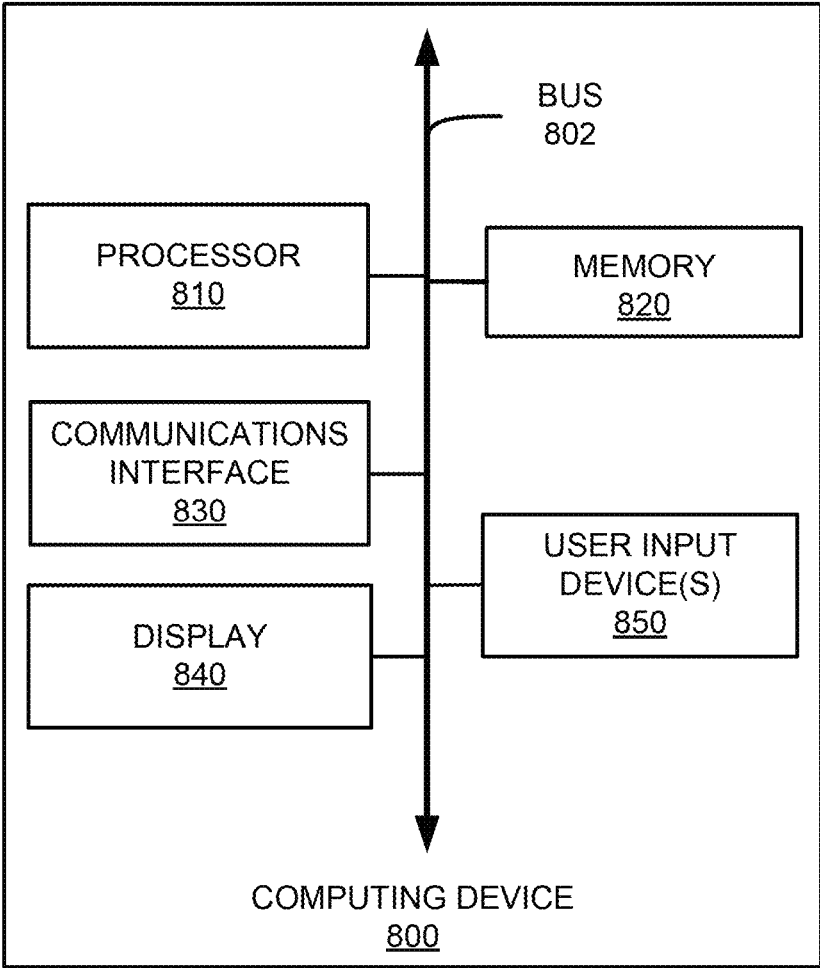 BUS
802
PROCESSOR
810
MEMORY
820
COMMUNICATIONS
INTERFACE
830
USER INPUT
DEVICE(S)
850
DISPLAY
840
COMPUTING DEVICE
800